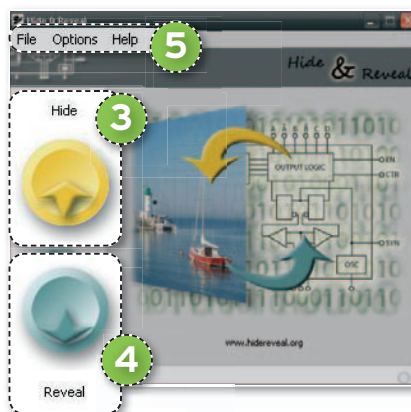 Hide & Reveal
File Options Help
5
Hide & Reveal
Hide
3
A A B B C D
OUTPUT LOGIC
EN
CTR
SYN
OSC
4
Reveal
www.hidereveal.org